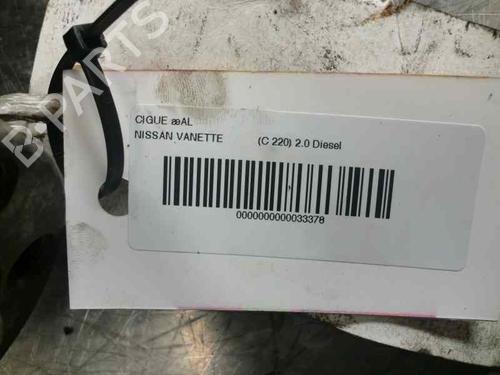 CIGUE æAL
NISSAN VANETTE (C 220) 2.0 Diesel
0000000000033378
B-PARTS